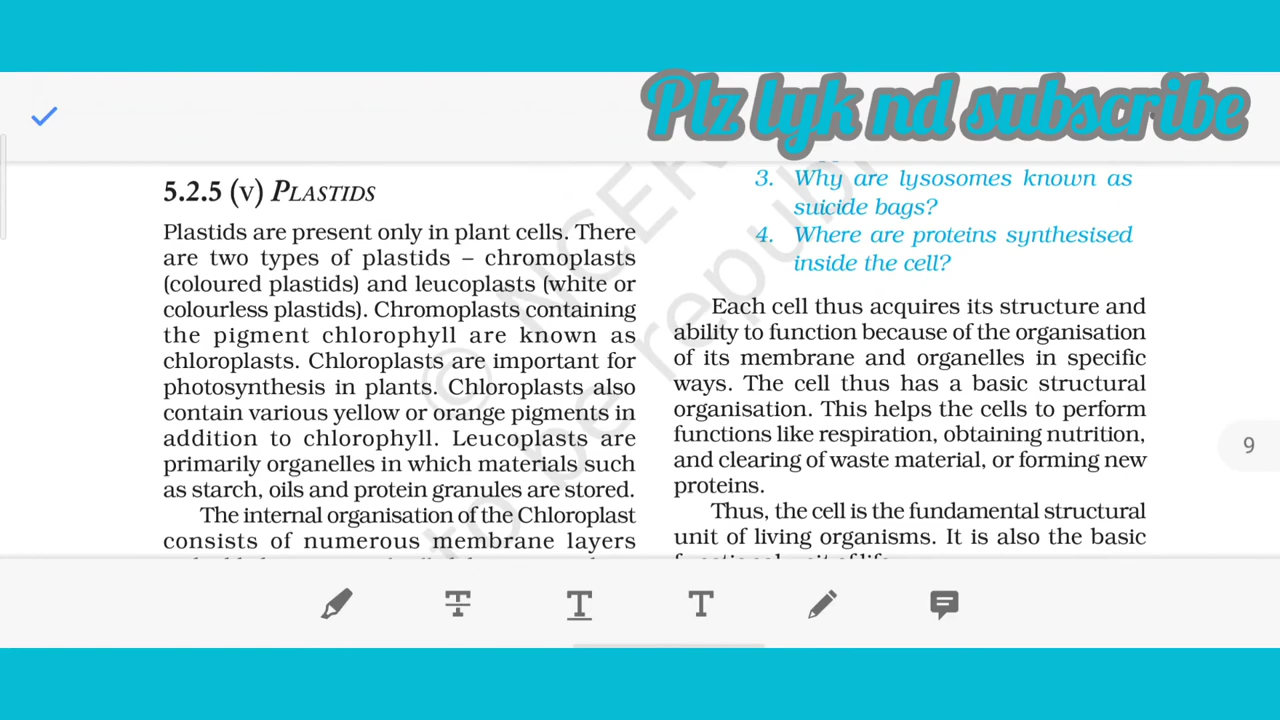 Plz lyk nd subscribe
5.2.5 (V) PLASTIDS
Plastids are present only in plant cells. There
are two types of plastids – chromoplasts
(coloured plastids) and leucoplasts (white or
colourless plastids). Chromoplasts containing
the pigment chlorophyll are known as
chloroplasts. Chloroplasts are important for
photosynthesis in plants. Chloroplasts also
contain various yellow or orange pigments in
addition to chlorophyll. Leucoplasts are
primarily organelles in which materials such
as starch, oils and protein granules are stored.
The internal organisation of the Chloroplast
consists of numerous membrane layers
3. Why are lysosomes known as
suicide bags?
4. Where are proteins synthesised
inside the cell?
Each cell thus acquires its structure and
ability to function because of the organisation
of its membrane and organelles in specific
ways. The cell thus has a basic structural
organisation. This helps the cells to perform
functions like respiration, obtaining nutrition,
and clearing of waste material, or forming new
proteins.
Thus, the cell is the fundamental structural
unit of living organisms. It is also the basic
9
© NCER
to be republi
T
T
T